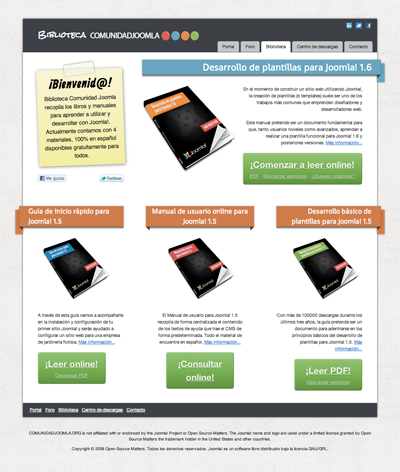 Biblioteca COMUNIDADJOOMLA
Portal Foro Biblioteca Centro de descargas Contacto
¡Bienvenid@!
Biblioteca Comunidad Joomla
recopila los libros y manuales
para aprender a utilizar y
desarrollar con Joomla!.
Actualmente contamos con 4
materiales, 100% en español
disponibles gratuitamente para
todos.
Me gusta
Twittear
Desarrollo de plantillas para Joomla! 1.6
En el momento de construir un sitio web utilizando Joomla!,
la creación de plantillas (o templates) suele ser uno de los
trabajos más comunes que emprenden diseñadores y
desarrolladores web.
Este manual pretende ser un documento fundamental para
que, tanto usuarios noveles como avanzados, aprendan a
realizar una plantilla funcional para Joomla! 1.6 y
posteriores versiones. Más información...
¡Comenzar a leer online!
PDF - Descargar ejemplos - ¿Quieres colaborar?
Joomla!
Guía de inicio rápido para
Joomla! 1.5
A través de esta guía vamos a acompañarte
en la instalación y configuración de tu
primer sitio Joomla! y serás ayudado a
configurar un sitio web para una empresa
de jardinería ficticia. Más información...
¡Leer online!
Descargar PDF
Manual de usuario online para
Joomla! 1.5
El Manual de usuario para Joomla! 1.5
recopila de forma centralizada el contenido
de los textos de ayuda que trae el CMS de
forma predeterminada. Todo el material de
encuentra en español. Más información...
¡Consultar
online!
Desarrollo básico de
plantillas para Joomla! 1.5
Con más de 100000 descargas durante los
últimos tres años, la guía pretende ser un
documento para adentrarse en los
principios básicos del desarrollo de
plantillas para Joomla! 1.5. Más
información...
¡Leer PDF!
Descargar ejemplos
Portal Foro Biblioteca Centro de descargas Contacto
COMUNIDADJOOMLA.ORG is not affiliated with or endorsed by the Joomla! Project or Open Source Matters. The Joomla! name and logo are used under a limited license granted by Open
Source Matters the trademark holder in the United States and other countries.
Copyright © 2008 Open Source Matters. Todos los derechos reservados. Joomla! es un software libre distribuido bajo la licencia GNU/GPL.